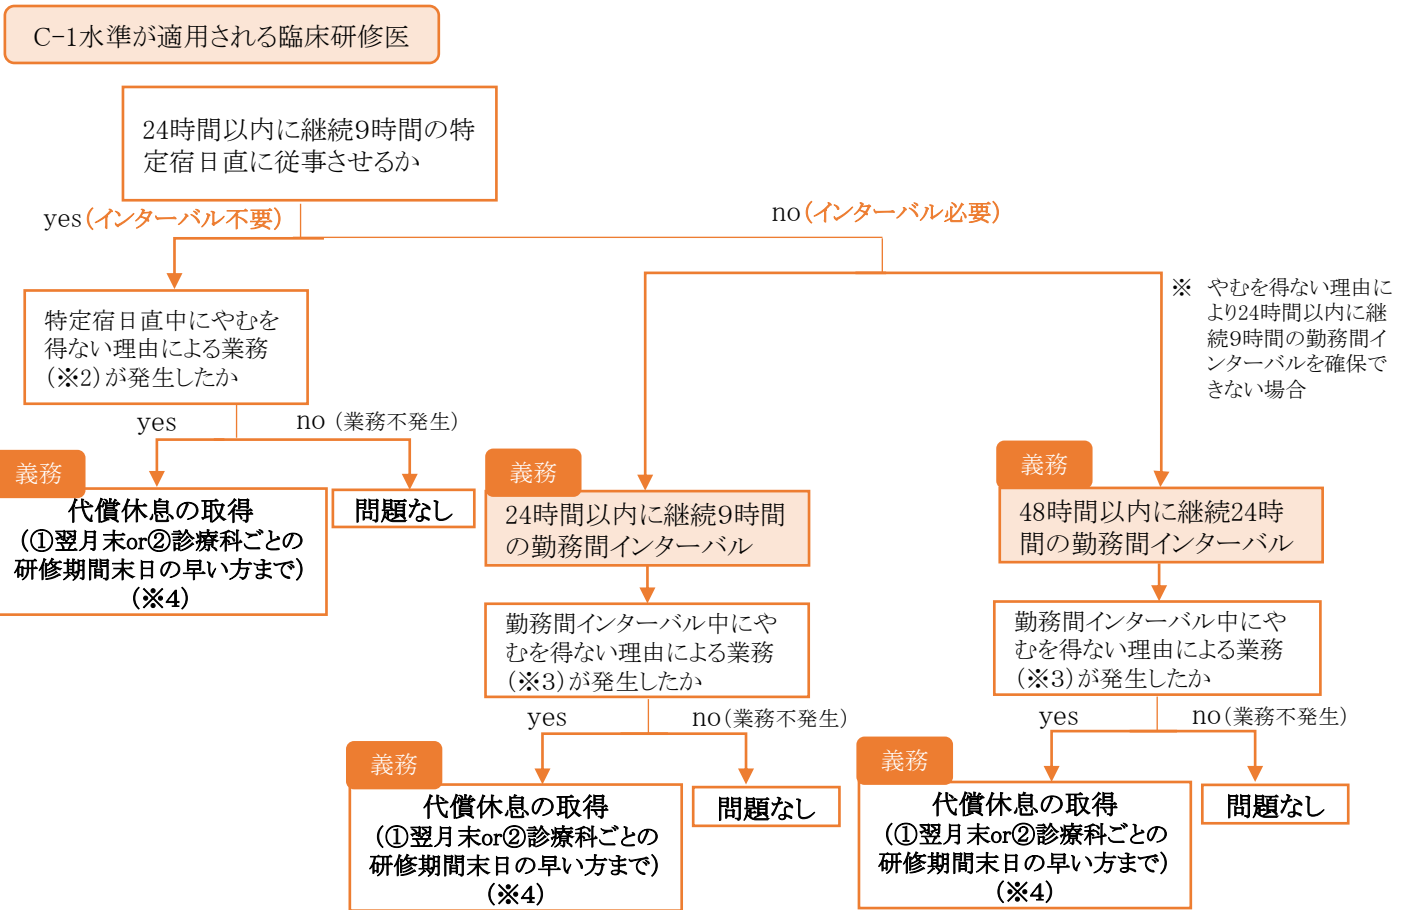 C-1水準が適用される臨床研修医
24時間以内に継続9時間の特
定宿日直に従事させるか
yes(インターバル不要)
no(インターバル必要)
※ やむを得ない理由に
より24時間以内に継
続9時間の勤務間イ
ンターバルを確保で
きない場合
特定宿日直中にやむを
得ない理由による業務
(※2)が発生したか
yes
no (業務不発生)
義務
代償休息の取得
(①翌月末or②診療科ごとの
研修期間末日の早い方まで)
(※4)
問題なし
義務
24時間以内に継続9時間
の勤務間インターバル
勤務間インターバル中にや
むを得ない理由による業務
(※3)が発生したか
yes
no(業務不発生)
義務
代償休息の取得
(①翌月末or②診療科ごとの
研修期間末日の早い方まで)
(※4)
問題なし
義務
48時間以内に継続24時
間の勤務間インターバル
勤務間インターバル中にや
むを得ない理由による業務
(※3)が発生したか
yes
no(業務不発生)
義務
代償休息の取得
(①翌月末or②診療科ごとの
研修期間末日の早い方まで)
(※4)
問題なし